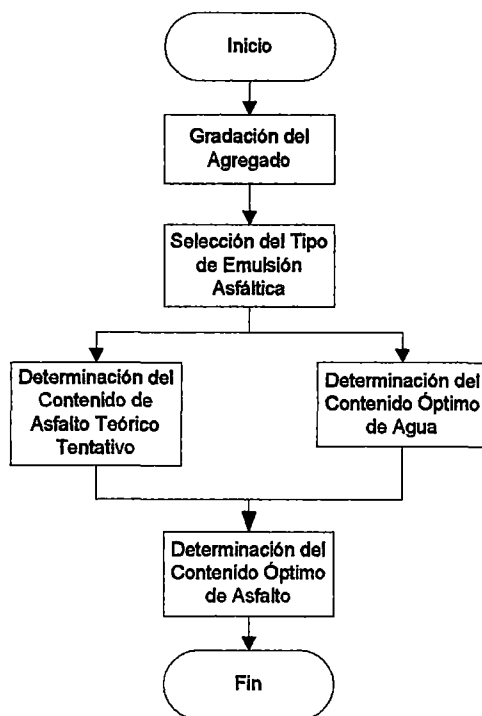 Inicio
Gradación del
Agregado
Selección del Tipo
de Emulsión
Asfáltica
Determinación del
Contenido de
Asfalto Teórico
Tentativo
Determinación del
Contenido Óptimo
de Agua
Determinación del
Contenido Óptimo
de Asfalto
Fin